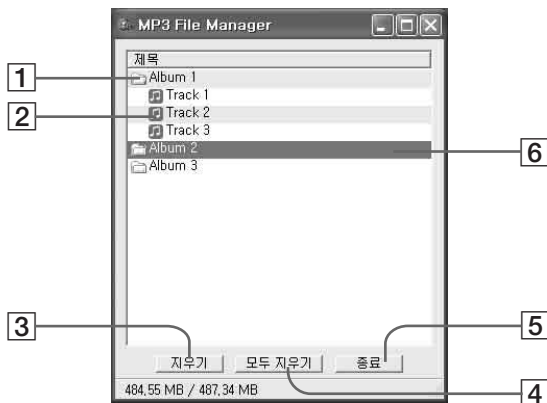 MP3 File Manager
제목
1
Album 1
Track 1
2
Track 2
Track 3
Album 2
6
Album 3
3
5
지우기
모두 지우기
종료
484,55 MB / 487,34 MB
4